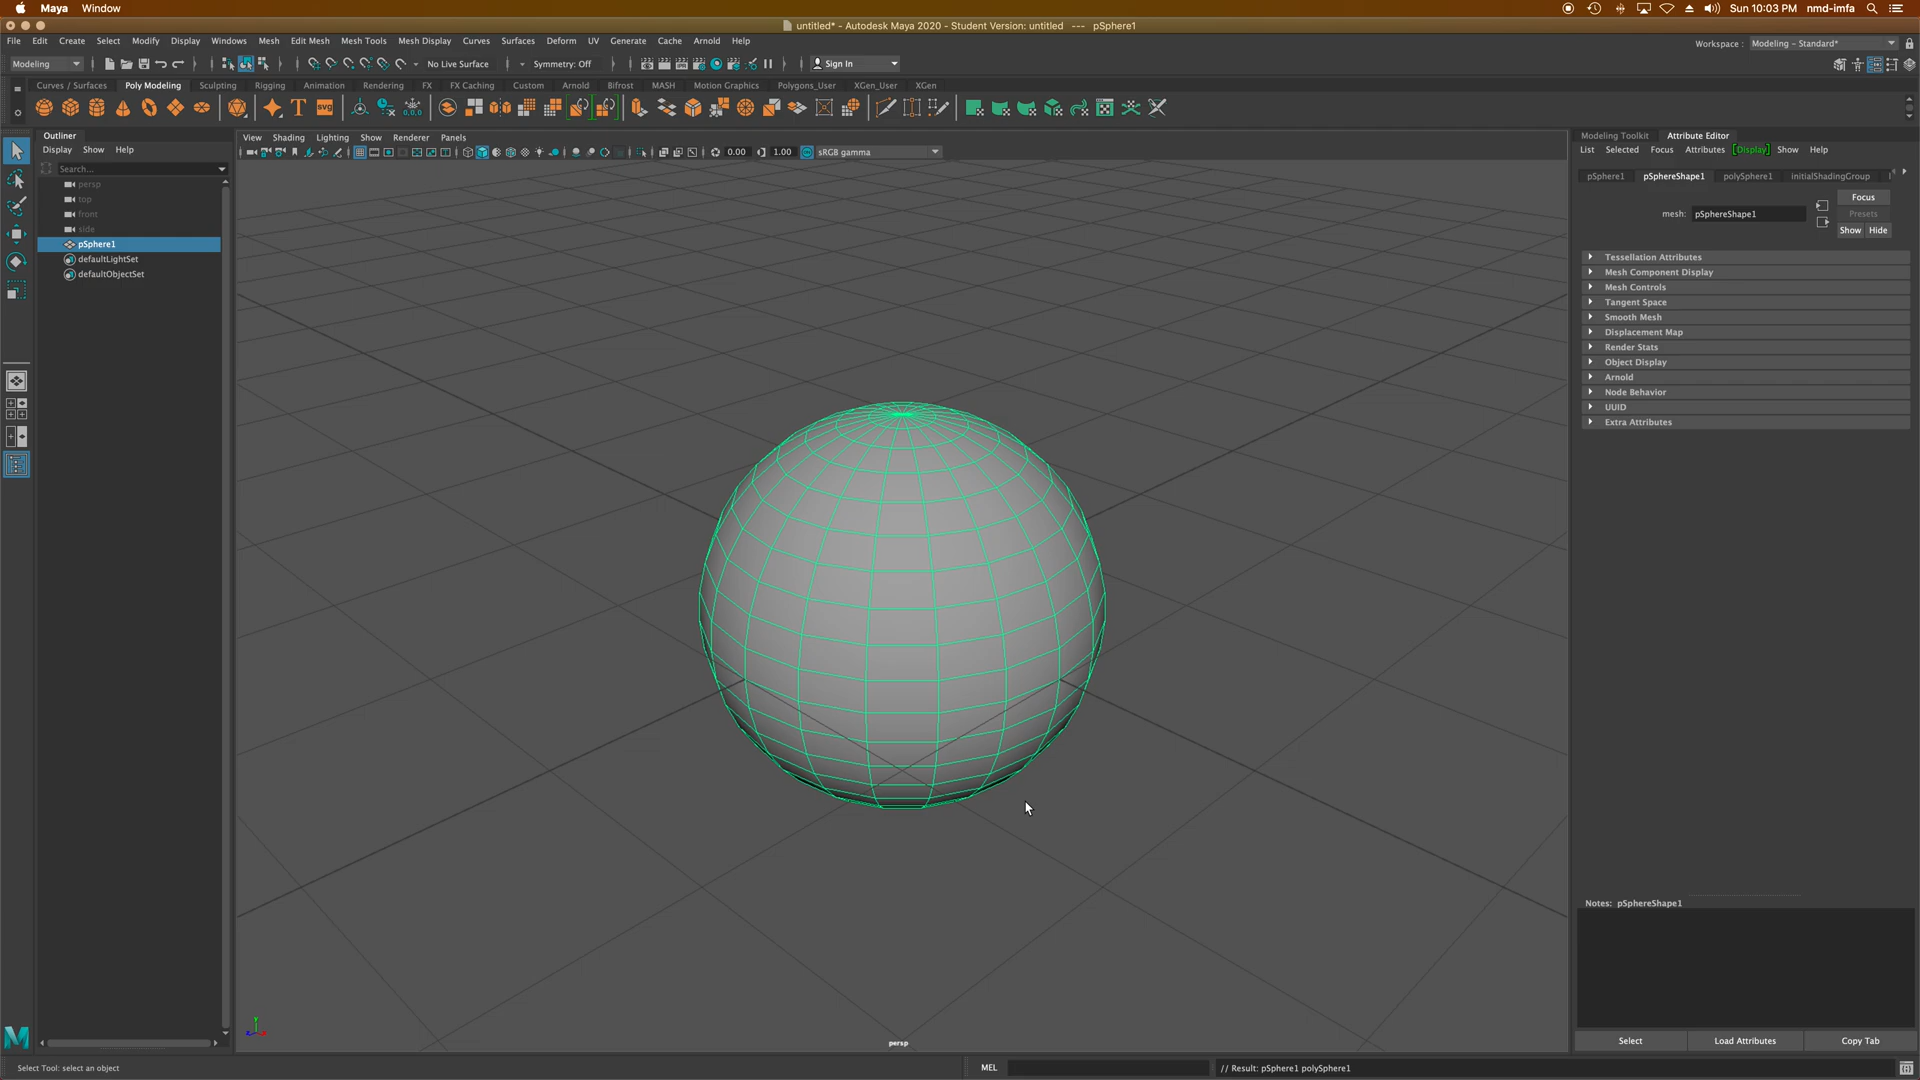 Maya Window Sun 10:03 PM nmd-imfa
untitled* - Autodesk Maya 2020 - Student Version: untitled --- pSphere1
File Edit Create Select Modify Display Windows Mesh Edit Mesh Mesh Tools Mesh Display Curves Surfaces Deform UV Generate Cache Arnold Help
Workspace : Modeling - Standard*
Modeling No Live Surface Symmetry: Off Sign In
Curves / Surfaces Poly Modeling Sculpting Rigging Animation Rendering FX FX Caching Custom Arnold Bifrost MASH Motion Graphics Polygons_User XGen_User XGen
T svg 0,0,0
Outliner
Display Show Help
Search...
persp
top
front
side
pSphere1
defaultLightSet
defaultObjectSet
View Shading Lighting Show Renderer Panels
0.00 1.00 sRGB gamma
persp
Modeling Toolkit Attribute Editor
List Selected Focus Attributes [Display] Show Help
pSphere1 pSphereShape1 polySphere1 initialShadingGroup
Focus
mesh: pSphereShape1
Presets
Show Hide
Tessellation Attributes
Mesh Component Display
Mesh Controls
Tangent Space
Smooth Mesh
Displacement Map
Render Stats
Object Display
Arnold
Node Behavior
UUID
Extra Attributes
Notes: pSphereShape1
Select Load Attributes Copy Tab
Select Tool: select an object
MEL
// Result: pSphere1 polySphere1